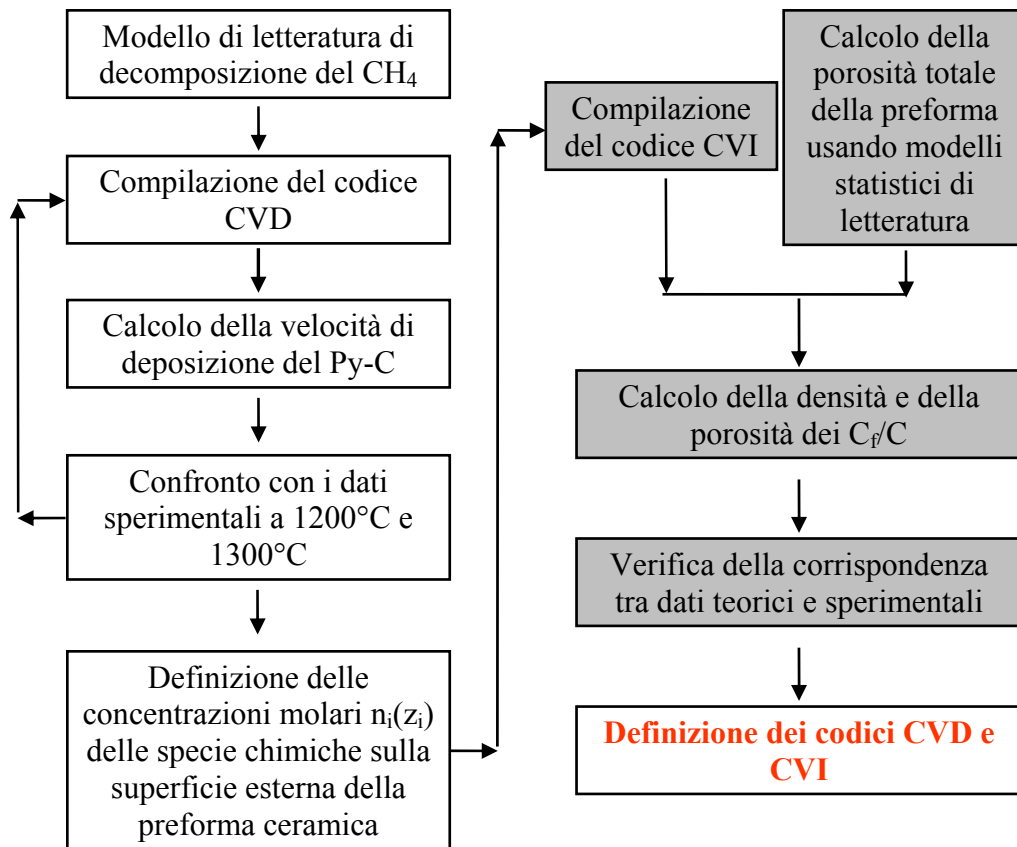 Modello di letteratura di
decomposizione del CH₄
Compilazione del codice
CVD
Calcolo della velocità di
deposizione del Py-C
Confronto con i dati
sperimentali a 1200°C e
1300°C
Definizione delle
concentrazioni molari nᵢ(zᵢ)
delle specie chimiche sulla
superficie esterna della
preforma ceramica
Compilazione
del codice CVI
Calcolo della
porosità totale
della preforma
usando modelli
statistici di
letteratura
Calcolo della densità e della
porosità dei C_f/C
Verifica della corrispondenza
tra dati teorici e sperimentali
Definizione dei codici CVD e
CVI